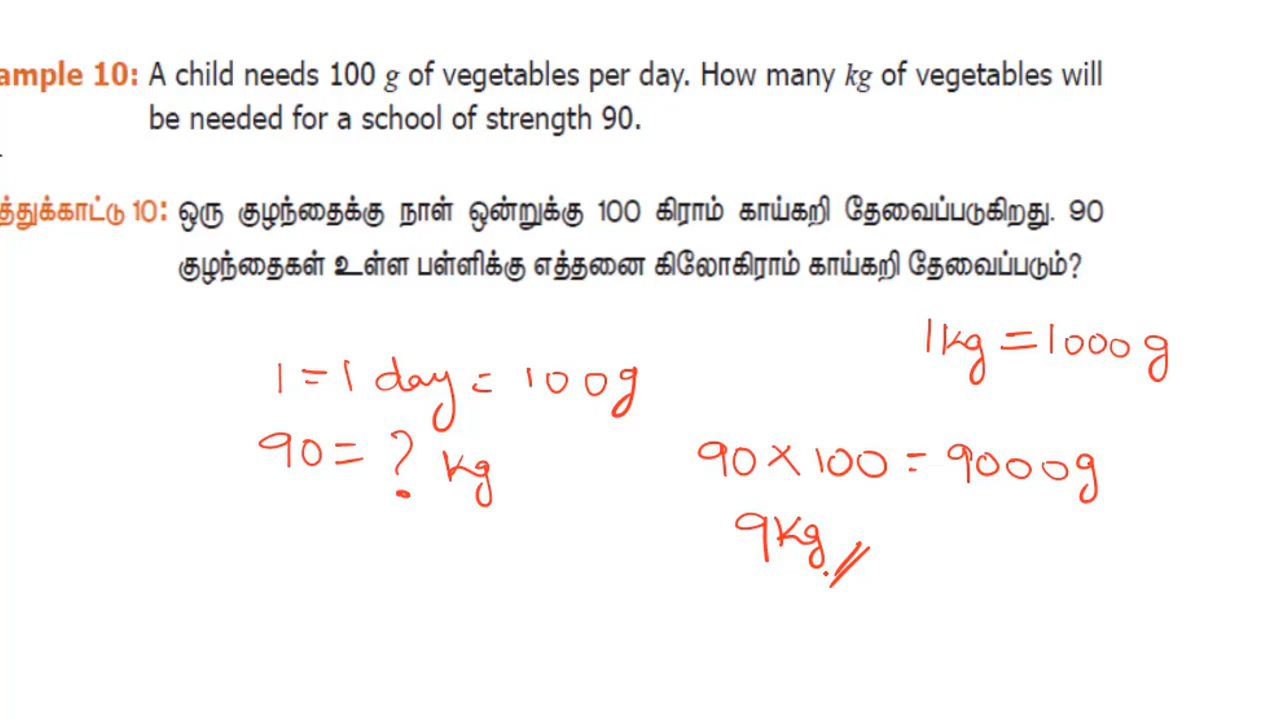 ample 10: A child needs 100 g of vegetables per day. How many kg of vegetables will
be needed for a school of strength 90.
த்துக்காட்டு 10: ஒரு குழந்தைக்கு நாள் ஒன்றுக்கு 100 கிராம் காய்கறி தேவைப்படுகிறது. 90
குழந்தைகள் உள்ள பள்ளிக்கு எத்தனை கிலோகிராம் காய்கறி தேவைப்படும்?
1kg = 1000g
1 = 1 day = 100g
90 = ? kg
90 × 100 = 9000g
9kg